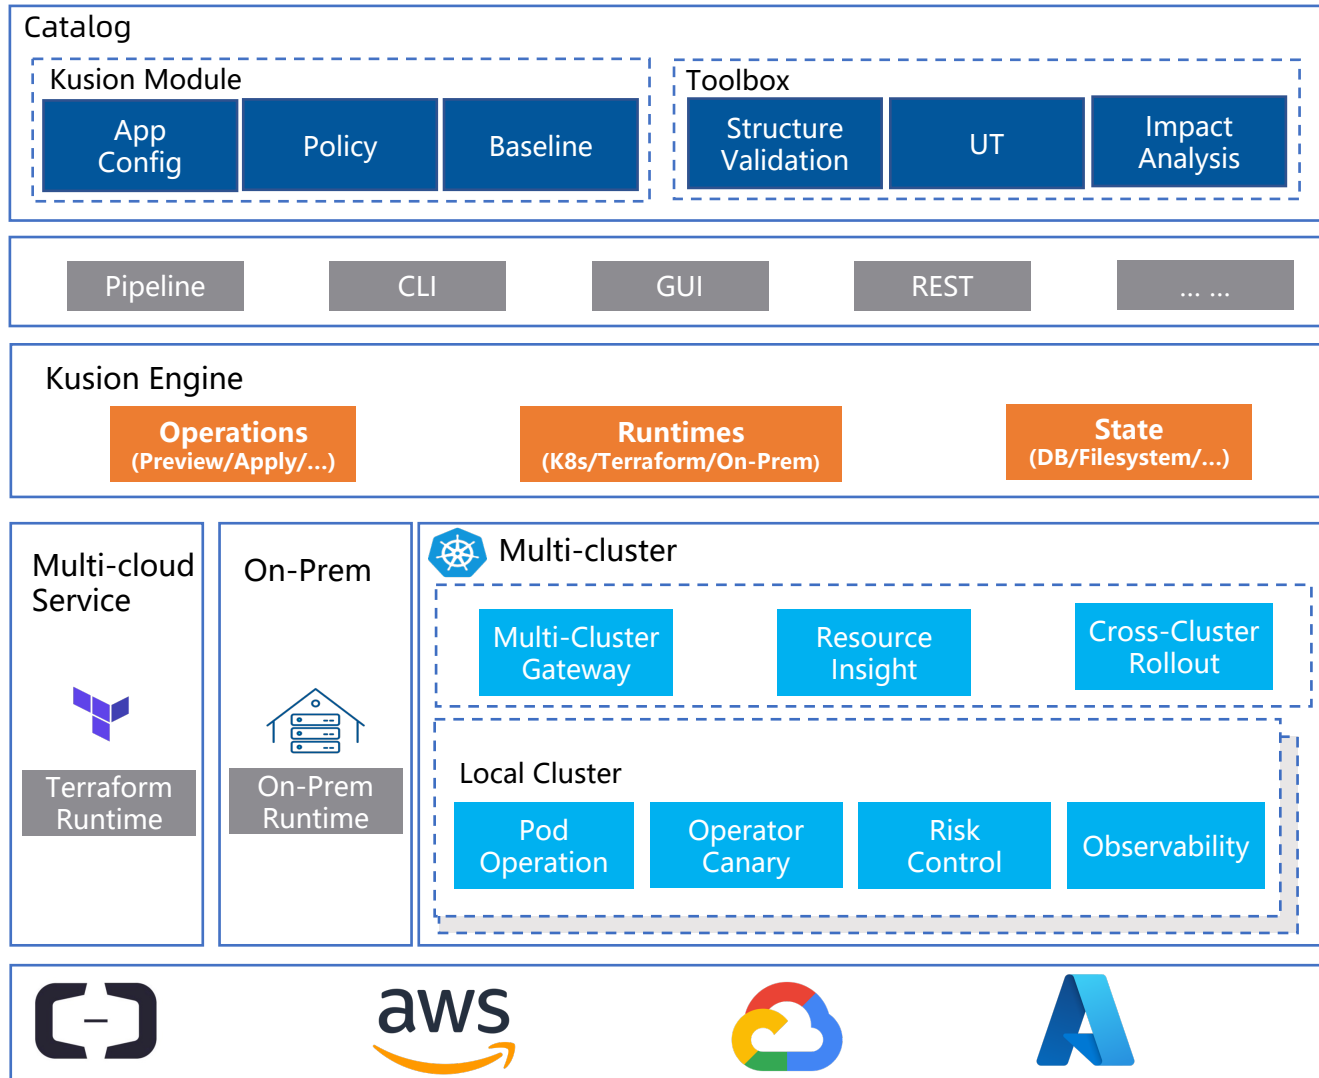 Catalog
Kusion Module
App
Config
Policy
Baseline
Toolbox
Structure
Validation
UT
Impact
Analysis
Pipeline
CLI
GUI
REST
... ...
Kusion Engine
Operations
(Preview/Apply/...)
Runtimes
(K8s/Terraform/On-Prem)
State
(DB/Filesystem/...)
Multi-cloud
Service
Terraform
Runtime
On-Prem
On-Prem
Runtime
Multi-cluster
Multi-Cluster
Gateway
Resource
Insight
Cross-Cluster
Rollout
Local Cluster
Pod
Operation
Operator
Canary
Risk
Control
Observability
aws